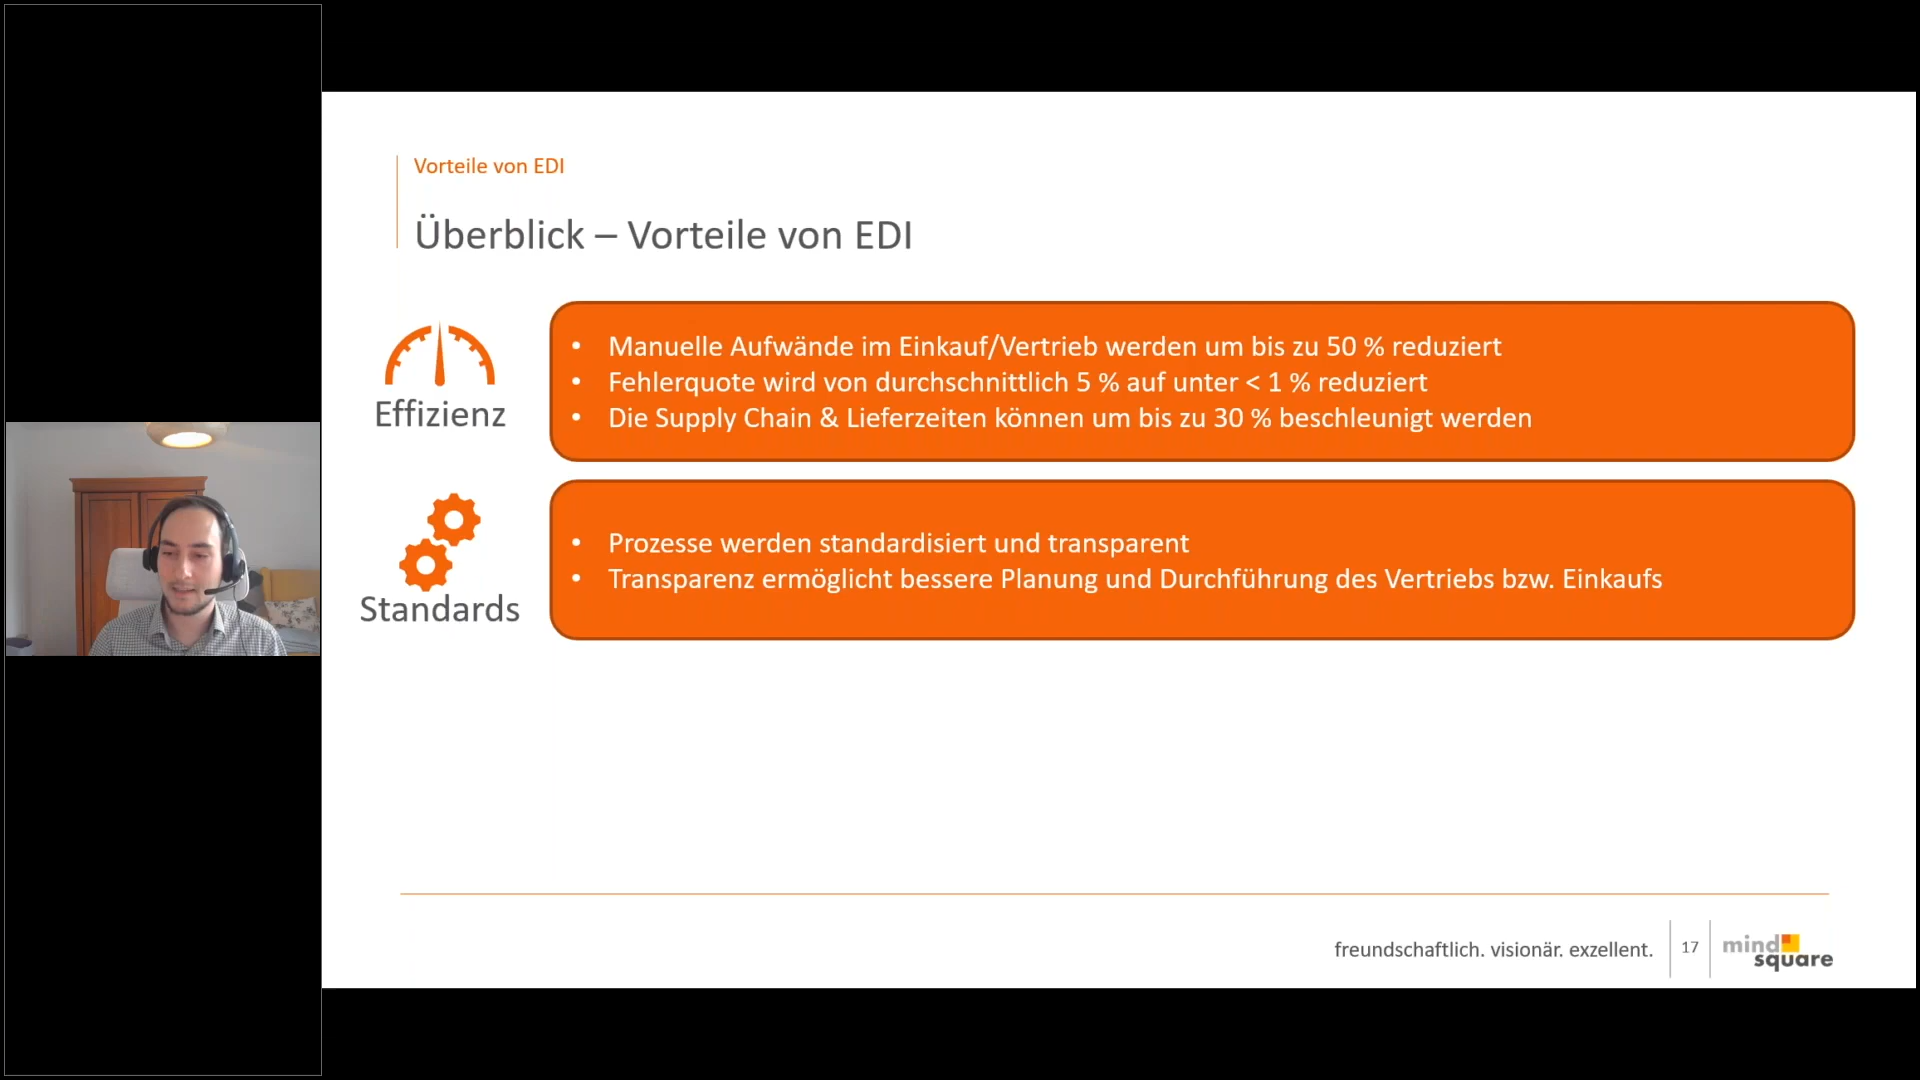 Vorteile von EDI
Überblick – Vorteile von EDI
Effizienz
• Manuelle Aufwände im Einkauf/Vertrieb werden um bis zu 50 % reduziert
• Fehlerquote wird von durchschnittlich 5 % auf unter < 1 % reduziert
• Die Supply Chain & Lieferzeiten können um bis zu 30 % beschleunigt werden
Standards
• Prozesse werden standardisiert und transparent
• Transparenz ermöglicht bessere Planung und Durchführung des Vertriebs bzw. Einkaufs
freundschaftlich. visionär. exzellent.
17
mind
square